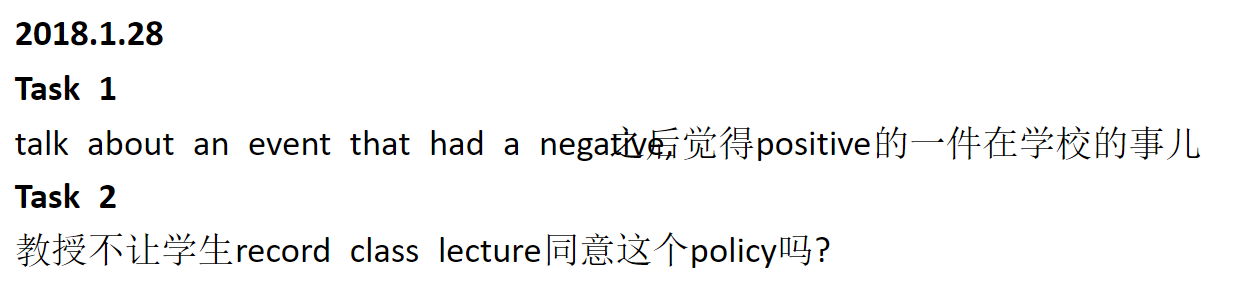 2018.1.28
Task 1
talk about an event that had a negative,之后觉得positive的一件在学校的事儿
Task 2
教授不让学生record class lecture同意这个policy吗?